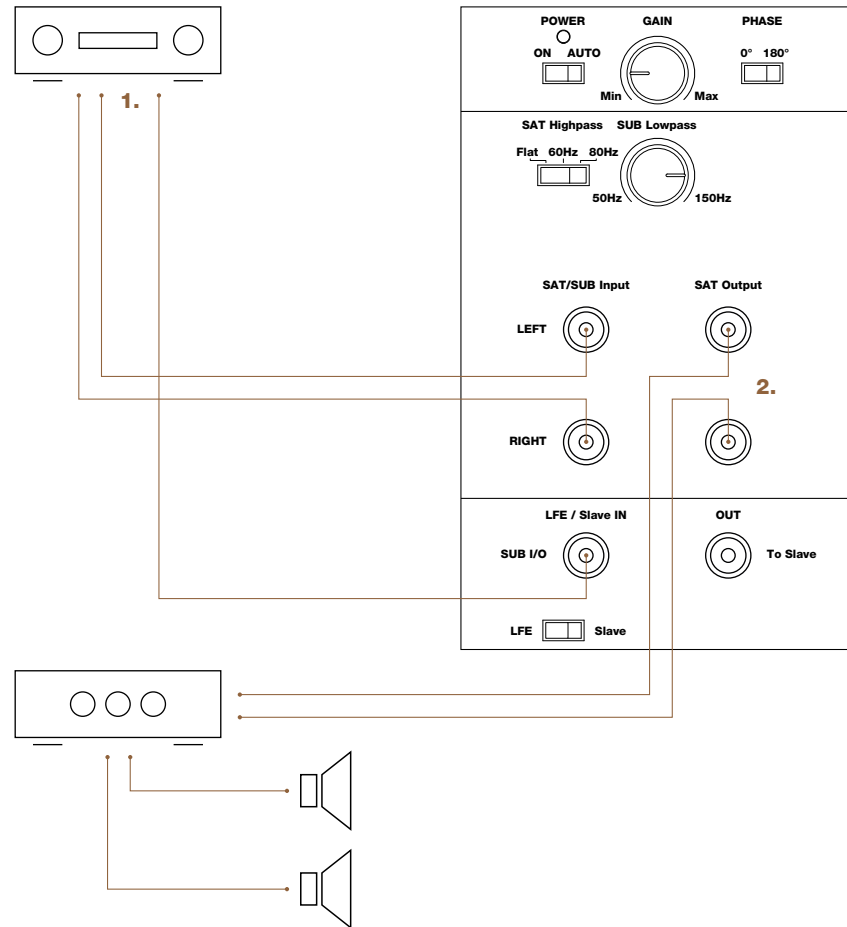 POWER GAIN PHASE
ON AUTO 0° 180°
Min Max
1.
SAT Highpass SUB Lowpass
Flat 60Hz 80Hz
50Hz 150Hz
SAT/SUB Input SAT Output
LEFT
2.
RIGHT
LFE / Slave IN OUT
SUB I/O To Slave
LFE Slave